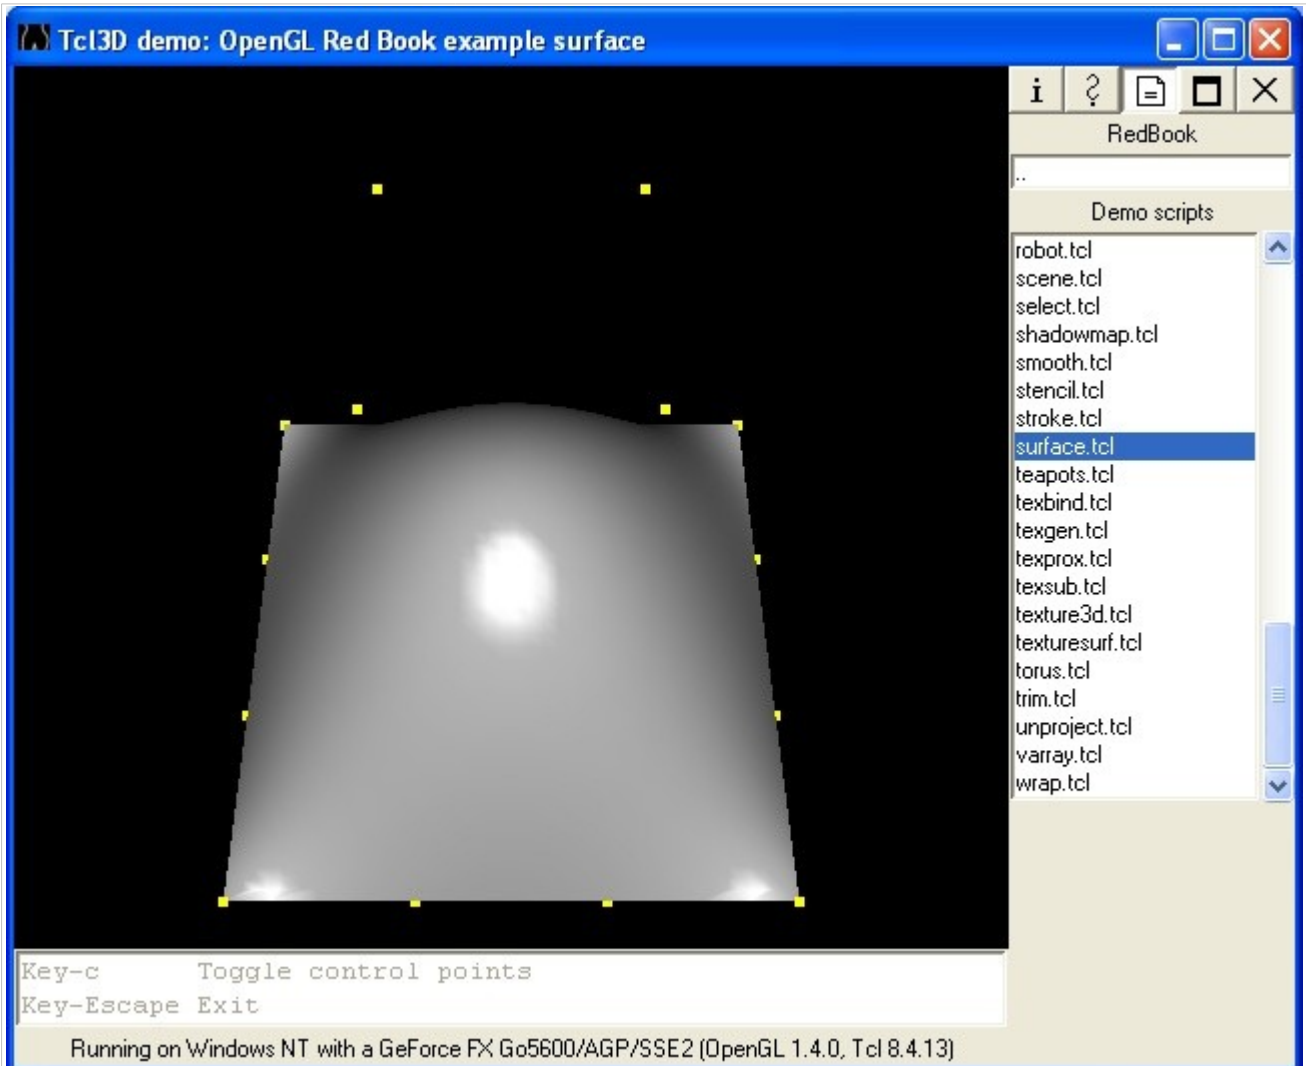 Tcl3D demo: OpenGL Red Book example surface
i ?
RedBook
..
Demo scripts
robot.tcl
scene.tcl
select.tcl
shadowmap.tcl
smooth.tcl
stencil.tcl
stroke.tcl
surface.tcl
teapots.tcl
texbind.tcl
texgen.tcl
texprox.tcl
texsub.tcl
texture3d.tcl
texturesurf.tcl
torus.tcl
trim.tcl
unproject.tcl
varray.tcl
wrap.tcl
Key-c Toggle control points
Key-Escape Exit
Running on Windows NT with a GeForce FX Go5600/AGP/SSE2 (OpenGL 1.4.0, Tcl 8.4.13)